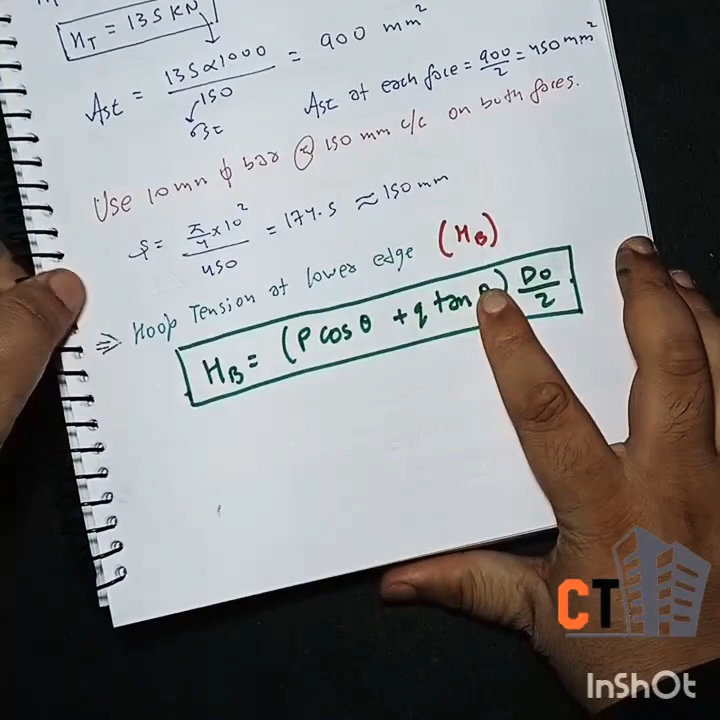 H_T = 135 KN
Ast = 135×1000 / 150 = 900 mm²
σst
Ast at each face = 900/2 = 450 mm²
Use 10mm ϕ bar @ 150 mm c/c on both faces.
S = π/4 × 10² / 450 = 174.5 ≈ 150 mm
⇒ Hoop Tension at lower edge (H_B)
H_B = (P cos θ + q tan θ) Do/2
CT
InShOt